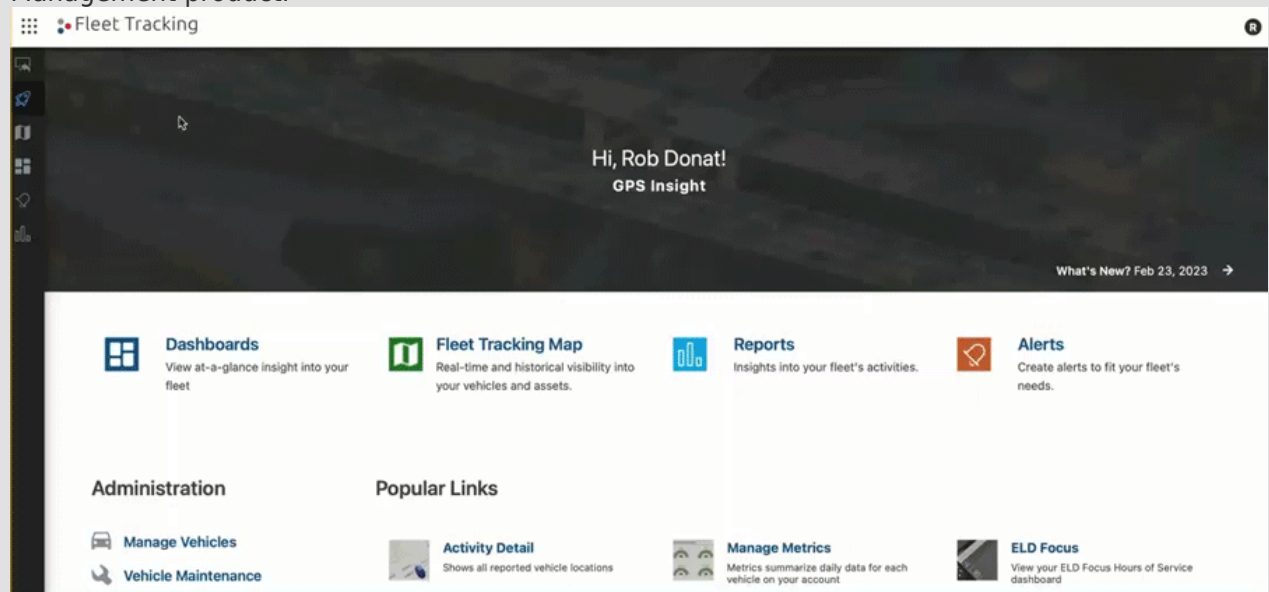 Management product.
Fleet Tracking
R
Hi, Rob Donat!
GPS Insight
What's New? Feb 23, 2023 →
Dashboards
View at-a-glance insight into your
fleet
Fleet Tracking Map
Real-time and historical visibility into
your vehicles and assets.
Reports
Insights into your fleet's activities.
Alerts
Create alerts to fit your fleet's
needs.
Administration
Manage Vehicles
Vehicle Maintenance
Popular Links
Activity Detail
Shows all reported vehicle locations
Manage Metrics
Metrics summarize daily data for each
vehicle on your account
ELD Focus
View your ELD Focus Hours of Service
dashboard